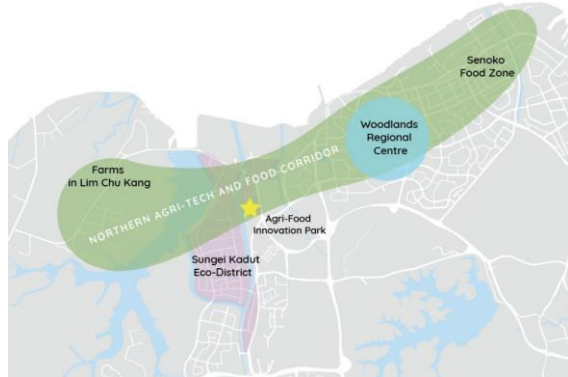 Senoko
Food Zone
Woodlands
Regional
Centre
Farms
in Lim Chu Kang
NORTHERN AGRI-TECH AND FOOD CORRIDOR
Agri-Food
Innovation Park
Sungei Kadut
Eco-District